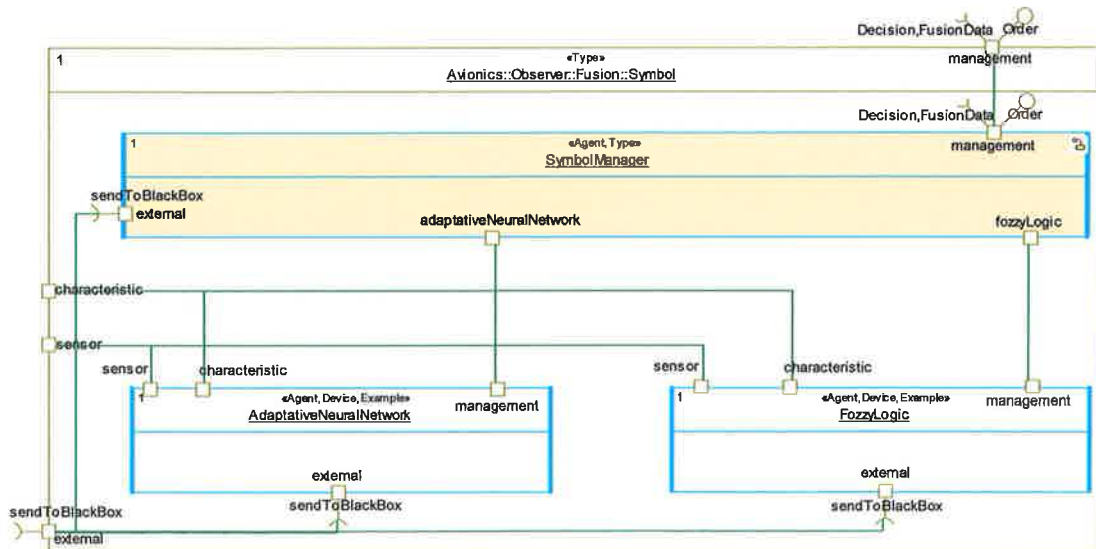 Decision,FusionData Order
1
«Type»
Avionics::Observer::Fusion::Symbol
management
Decision,FusionData Order
1
«Agent, Type»
SymbolManager
management
sendToBlackBox
external
adaptativeNeuralNetwork
fozzyLogic
characteristic
sensor
sensor
characteristic
sensor
characteristic
1
«Agent, Device, Example»
AdaptativeNeuralNetwork
management
1
«Agent, Device, Example»
FozzyLogic
management
external
sendToBlackBox
external
sendToBlackBox
sendToBlackBox
external